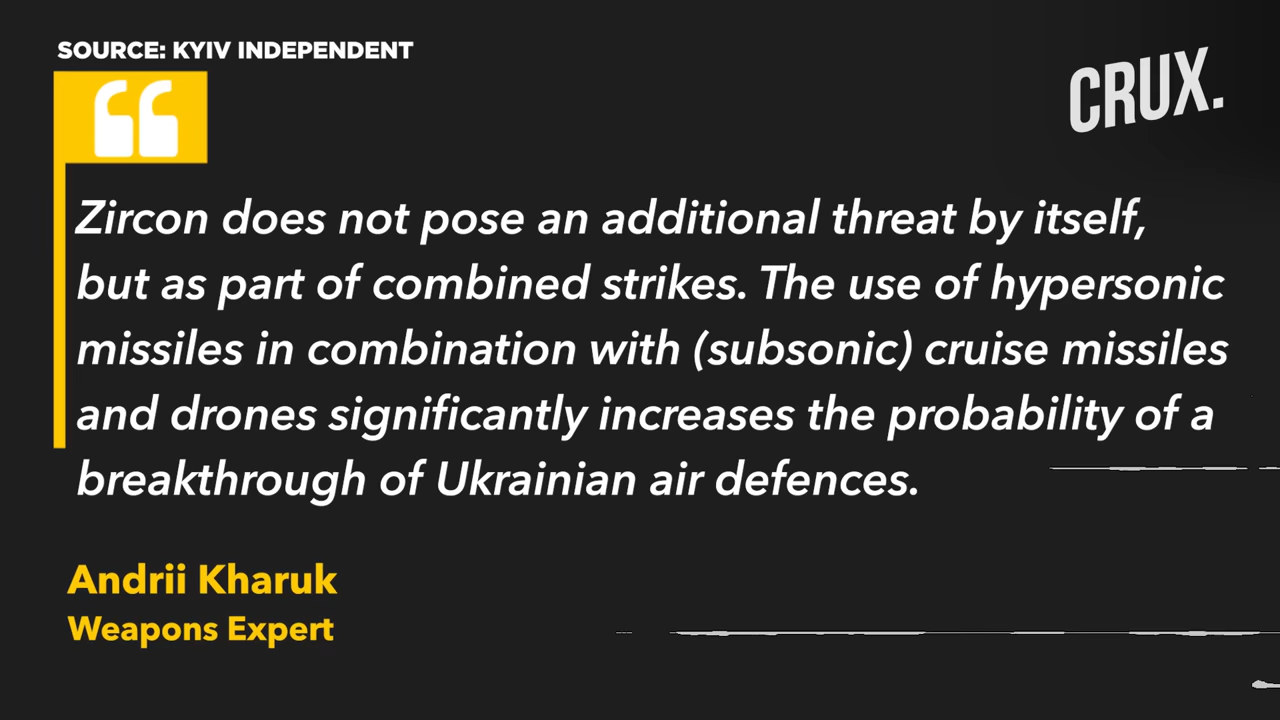 SOURCE: KYIV INDEPENDENT
CRUX.
Zircon does not pose an additional threat by itself,
but as part of combined strikes. The use of hypersonic
missiles in combination with (subsonic) cruise missiles
and drones significantly increases the probability of a
breakthrough of Ukrainian air defences.
Andrii Kharuk
Weapons Expert